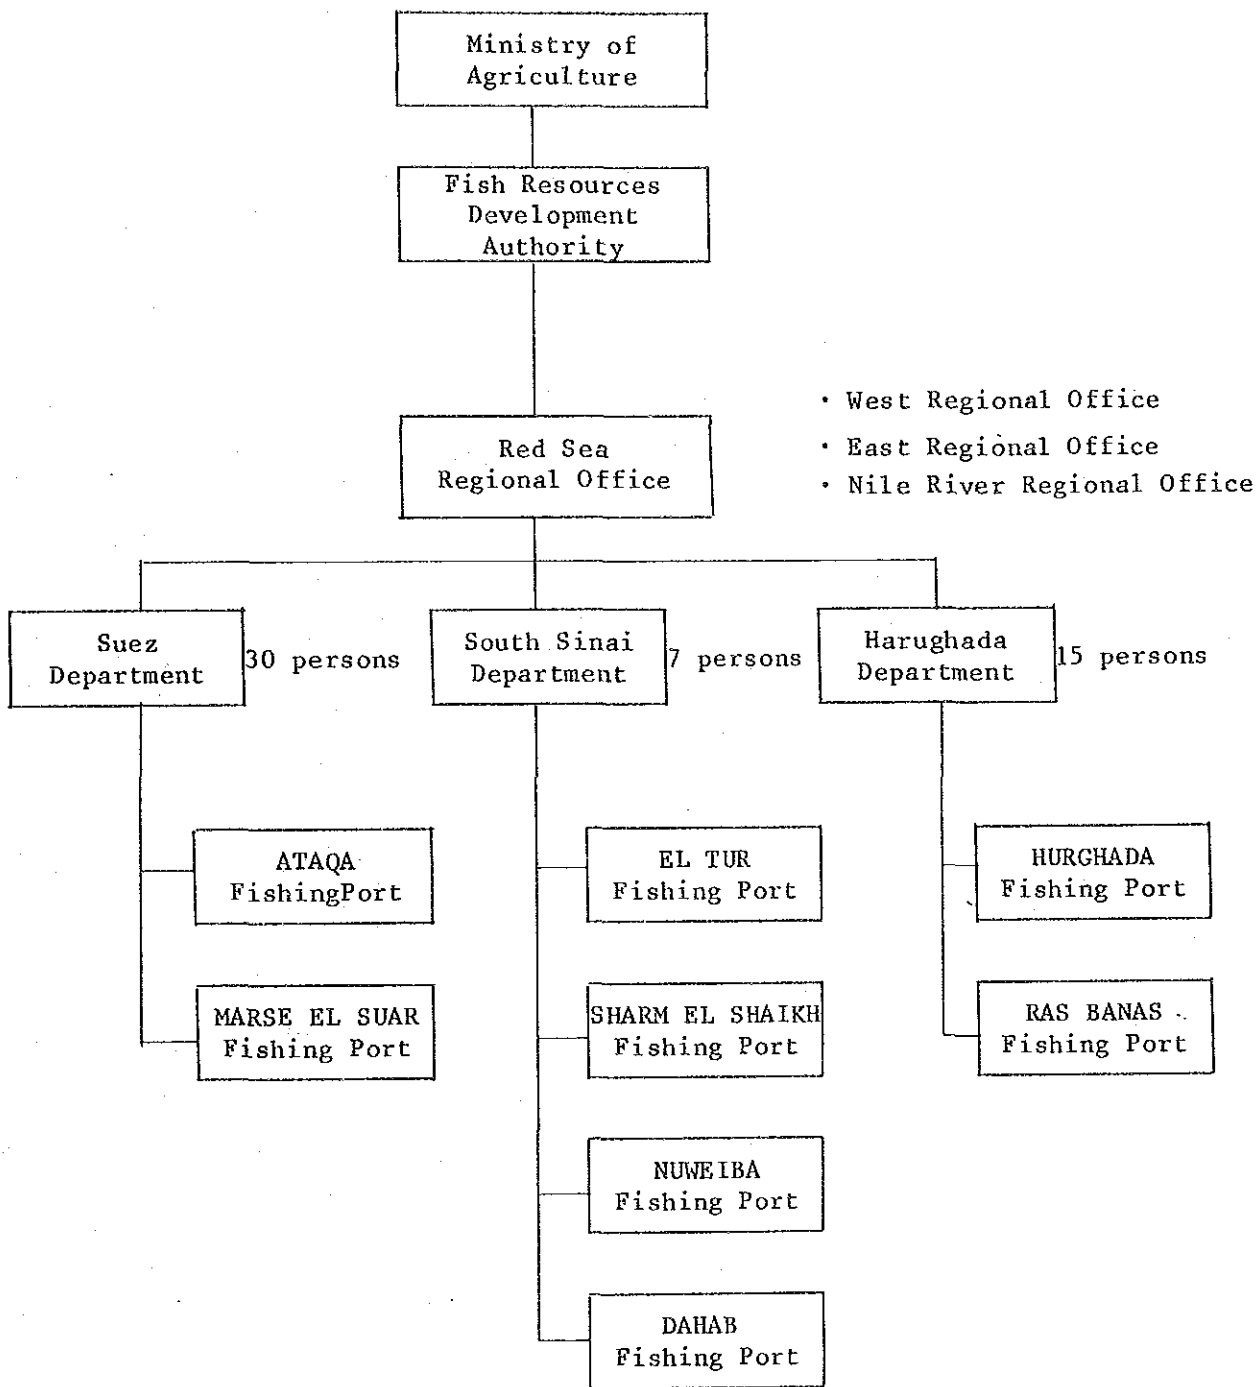 Ministry of
Agriculture
Fish Resources
Development
Authority
Red Sea
Regional Office
· West Regional Office
· East Regional Office
· Nile River Regional Office
Suez
Department
30 persons
South Sinai
Department
7 persons
Harughada
Department
15 persons
ATAQA
FishingPort
MARSE EL SUAR
Fishing Port
EL TUR
Fishing Port
SHARM EL SHAIKH
Fishing Port
NUWEIBA
Fishing Port
DAHAB
Fishing Port
HURGHADA
Fishing Port
RAS BANAS
Fishing Port